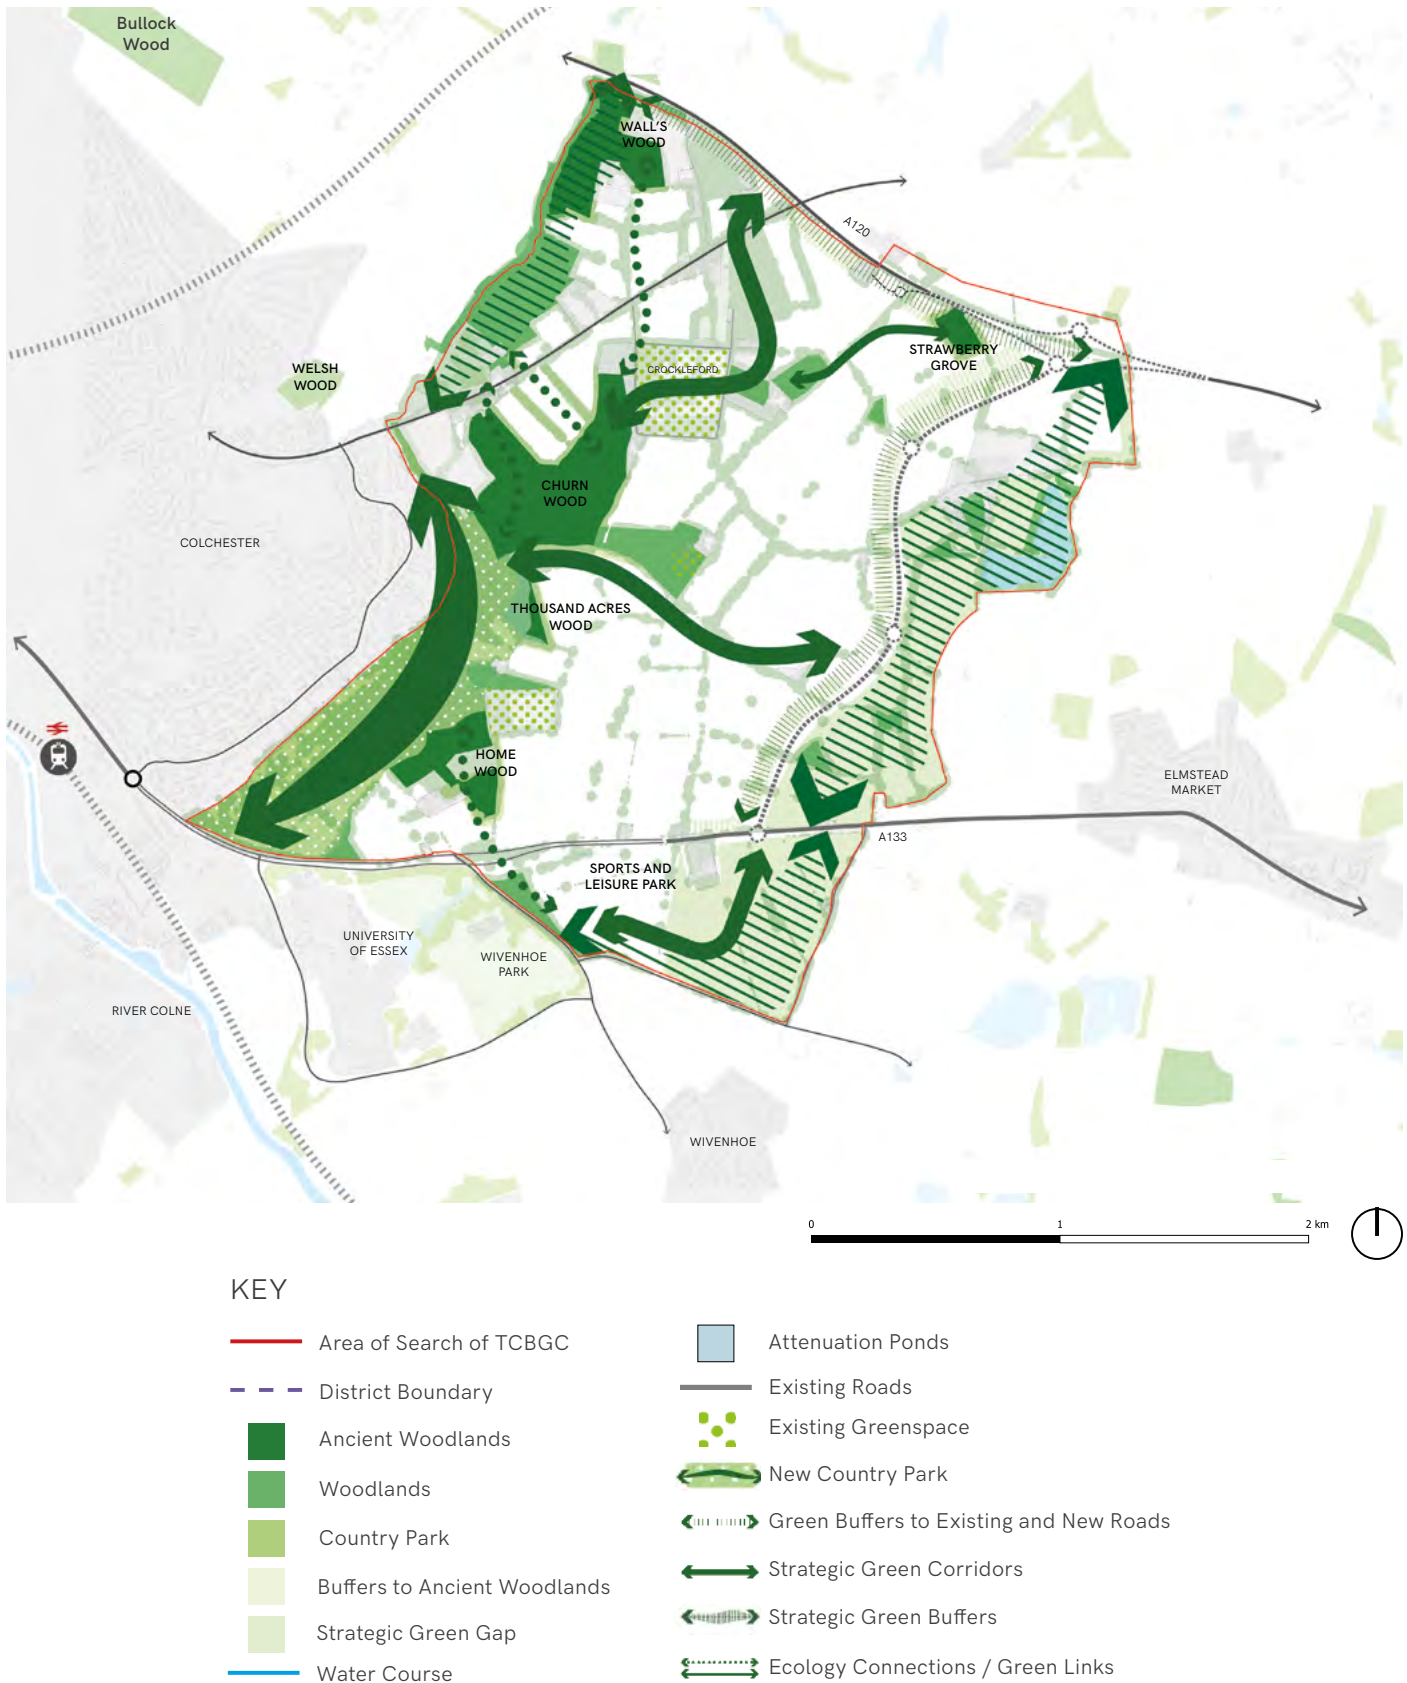 Bullock
Wood
WALL'S
WOOD
A120
STRAWBERRY
GROVE
WELSH
WOOD
CROCKLEFORD
CHURN
WOOD
COLCHESTER
THOUSAND ACRES
WOOD
HOME
WOOD
ELMSTEAD
MARKET
A133
SPORTS AND
LEISURE PARK
UNIVERSITY
OF ESSEX
WIVENHOE
PARK
RIVER COLNE
WIVENHOE
0 1 2 km
KEY
Area of Search of TCBGC
District Boundary
Ancient Woodlands
Woodlands
Country Park
Buffers to Ancient Woodlands
Strategic Green Gap
Water Course
Attenuation Ponds
Existing Roads
Existing Greenspace
New Country Park
Green Buffers to Existing and New Roads
Strategic Green Corridors
Strategic Green Buffers
Ecology Connections / Green Links